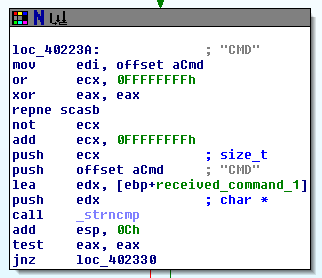 loc_40223A: ; "CMD"
mov edi, offset aCmd
or ecx, 0FFFFFFFFh
xor eax, eax
repne scasb
not ecx
add ecx, 0FFFFFFFFh
push ecx ; size_t
push offset aCmd ; "CMD"
lea edx, [ebp+received_command_1]
push edx ; char *
call _strncmp
add esp, 0Ch
test eax, eax
jnz loc_402330